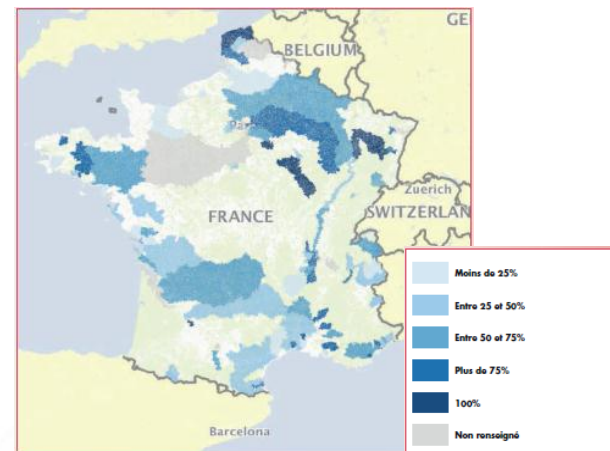 GE
BELGIUM
Pa
Zuerich
SWITZERLAN
FRANCE
Moins de 25%
Entre 25 et 50%
Entre 50 et 75%
Plus de 75%
100%
Non renseigné
Barcelona